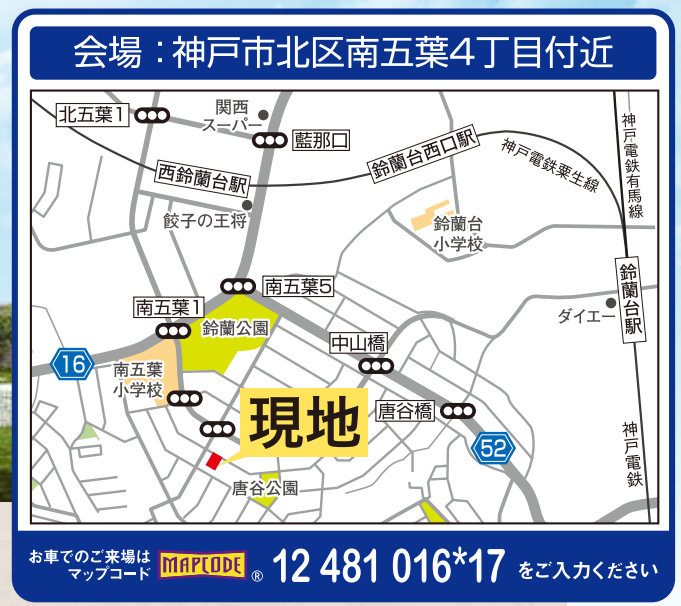 会場：神戸市北区南五葉4丁目付近
北五葉1
関西
スーパー
藍那口
西鈴蘭台駅
鈴蘭台西口駅
神戸電鉄粟生線
神戸電鉄有馬線
餃子の王将
鈴蘭台
小学校
南五葉5
鈴蘭台駅
南五葉1
鈴蘭公園
ダイエー
中山橋
16
南五葉
小学校
現地
唐谷橋
52
神戸電鉄
唐谷公園
お車でのご来場は
マップコード
MAPCODE ®
12 481 016*17
をご入力ください